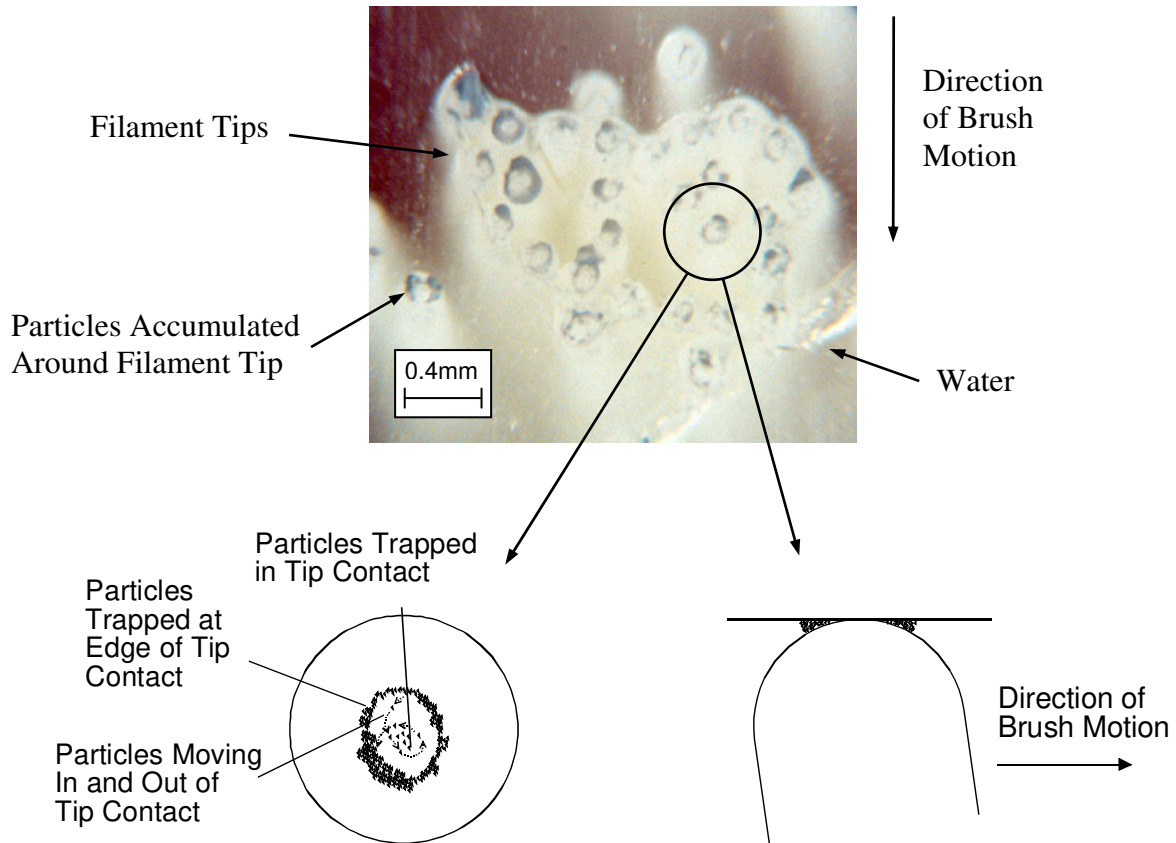 Filament Tips
Direction
of Brush
Motion
Particles Accumulated
Around Filament Tip
0.4mm
Water
Particles Trapped
in Tip Contact
Particles
Trapped at
Edge of Tip
Contact
Particles Moving
In and Out of
Tip Contact
Direction of
Brush Motion